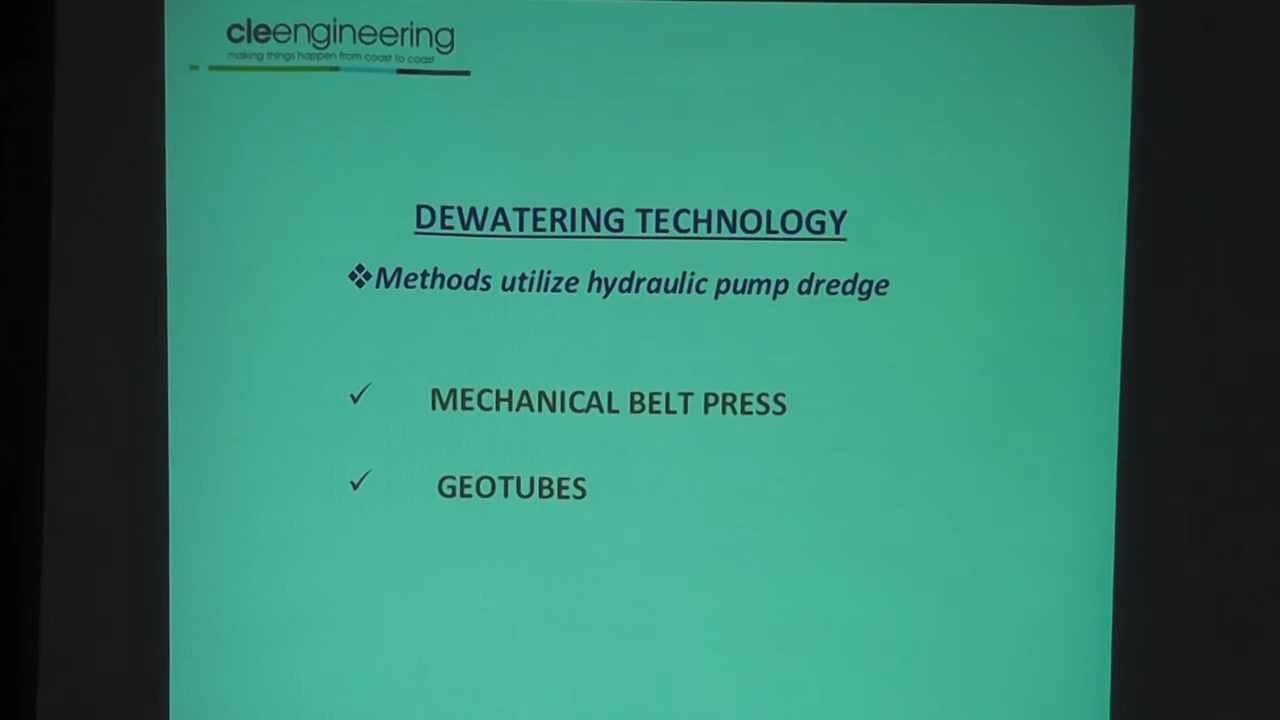 cleengineering
making things happen from coast to coast
DEWATERING TECHNOLOGY
❖Methods utilize hydraulic pump dredge
✓ MECHANICAL BELT PRESS
✓ GEOTUBES